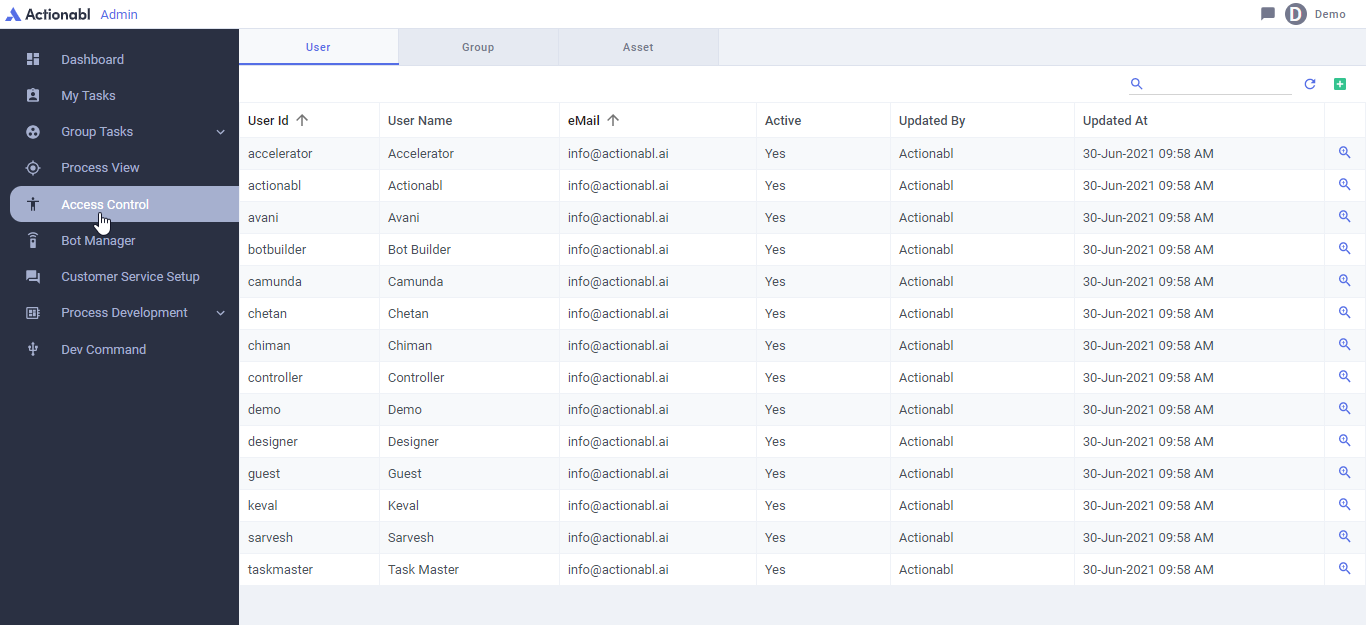 Actionabl Admin
Demo
Dashboard
My Tasks
Group Tasks
Process View
Access Control
Bot Manager
Customer Service Setup
Process Development
Dev Command
User Group Asset
User Id User Name eMail Active Updated By Updated At
accelerator Accelerator info@actionabl.ai Yes Actionabl 30-Jun-2021 09:58 AM
actionabl Actionabl info@actionabl.ai Yes Actionabl 30-Jun-2021 09:58 AM
avani Avani info@actionabl.ai Yes Actionabl 30-Jun-2021 09:58 AM
botbuilder Bot Builder info@actionabl.ai Yes Actionabl 30-Jun-2021 09:58 AM
camunda Camunda info@actionabl.ai Yes Actionabl 30-Jun-2021 09:58 AM
chetan Chetan info@actionabl.ai Yes Actionabl 30-Jun-2021 09:58 AM
chiman Chiman info@actionabl.ai Yes Actionabl 30-Jun-2021 09:58 AM
controller Controller info@actionabl.ai Yes Actionabl 30-Jun-2021 09:58 AM
demo Demo info@actionabl.ai Yes Actionabl 30-Jun-2021 09:58 AM
designer Designer info@actionabl.ai Yes Actionabl 30-Jun-2021 09:58 AM
guest Guest info@actionabl.ai Yes Actionabl 30-Jun-2021 09:58 AM
keval Keval info@actionabl.ai Yes Actionabl 30-Jun-2021 09:58 AM
sarvesh Sarvesh info@actionabl.ai Yes Actionabl 30-Jun-2021 09:58 AM
taskmaster Task Master info@actionabl.ai Yes Actionabl 30-Jun-2021 09:58 AM